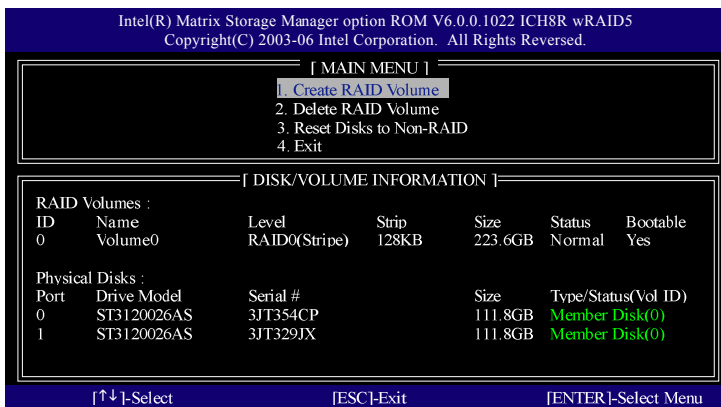 Intel(R) Matrix Storage Manager option ROM V6.0.0.1022 ICH8R wRAID5
Copyright(C) 2003-06 Intel Corporation. All Rights Reversed.
[ MAIN MENU ]
1. Create RAID Volume
2. Delete RAID Volume
3. Reset Disks to Non-RAID
4. Exit
[ DISK/VOLUME INFORMATION ]
RAID Volumes :
ID Name Level Strip Size Status Bootable
0 Volume0 RAID0(Stripe) 128KB 223.6GB Normal Yes
Physical Disks :
Port Drive Model Serial # Size Type/Status(Vol ID)
0 ST3120026AS 3JT354CP 111.8GB Member Disk(0)
1 ST3120026AS 3JT329JX 111.8GB Member Disk(0)
[↑↓]-Select [ESC]-Exit [ENTER]-Select Menu